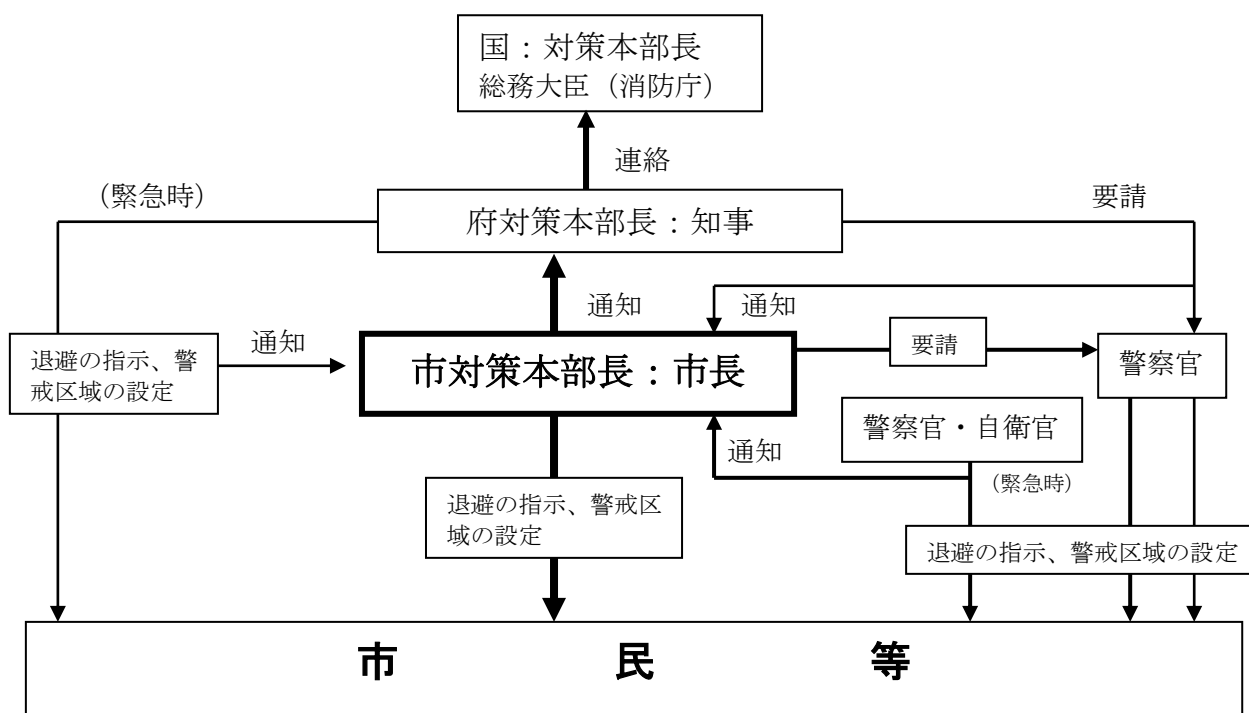 国：対策本部長
総務大臣（消防庁）
連絡
（緊急時）
要請
府対策本部長：知事
通知
通知
退避の指示、警
戒区域の設定
通知
市対策本部長：市長
要請
警察官
警察官・自衛官
通知
（緊急時）
退避の指示、警戒区
域の設定
退避の指示、警戒区域の設定
市　民　等